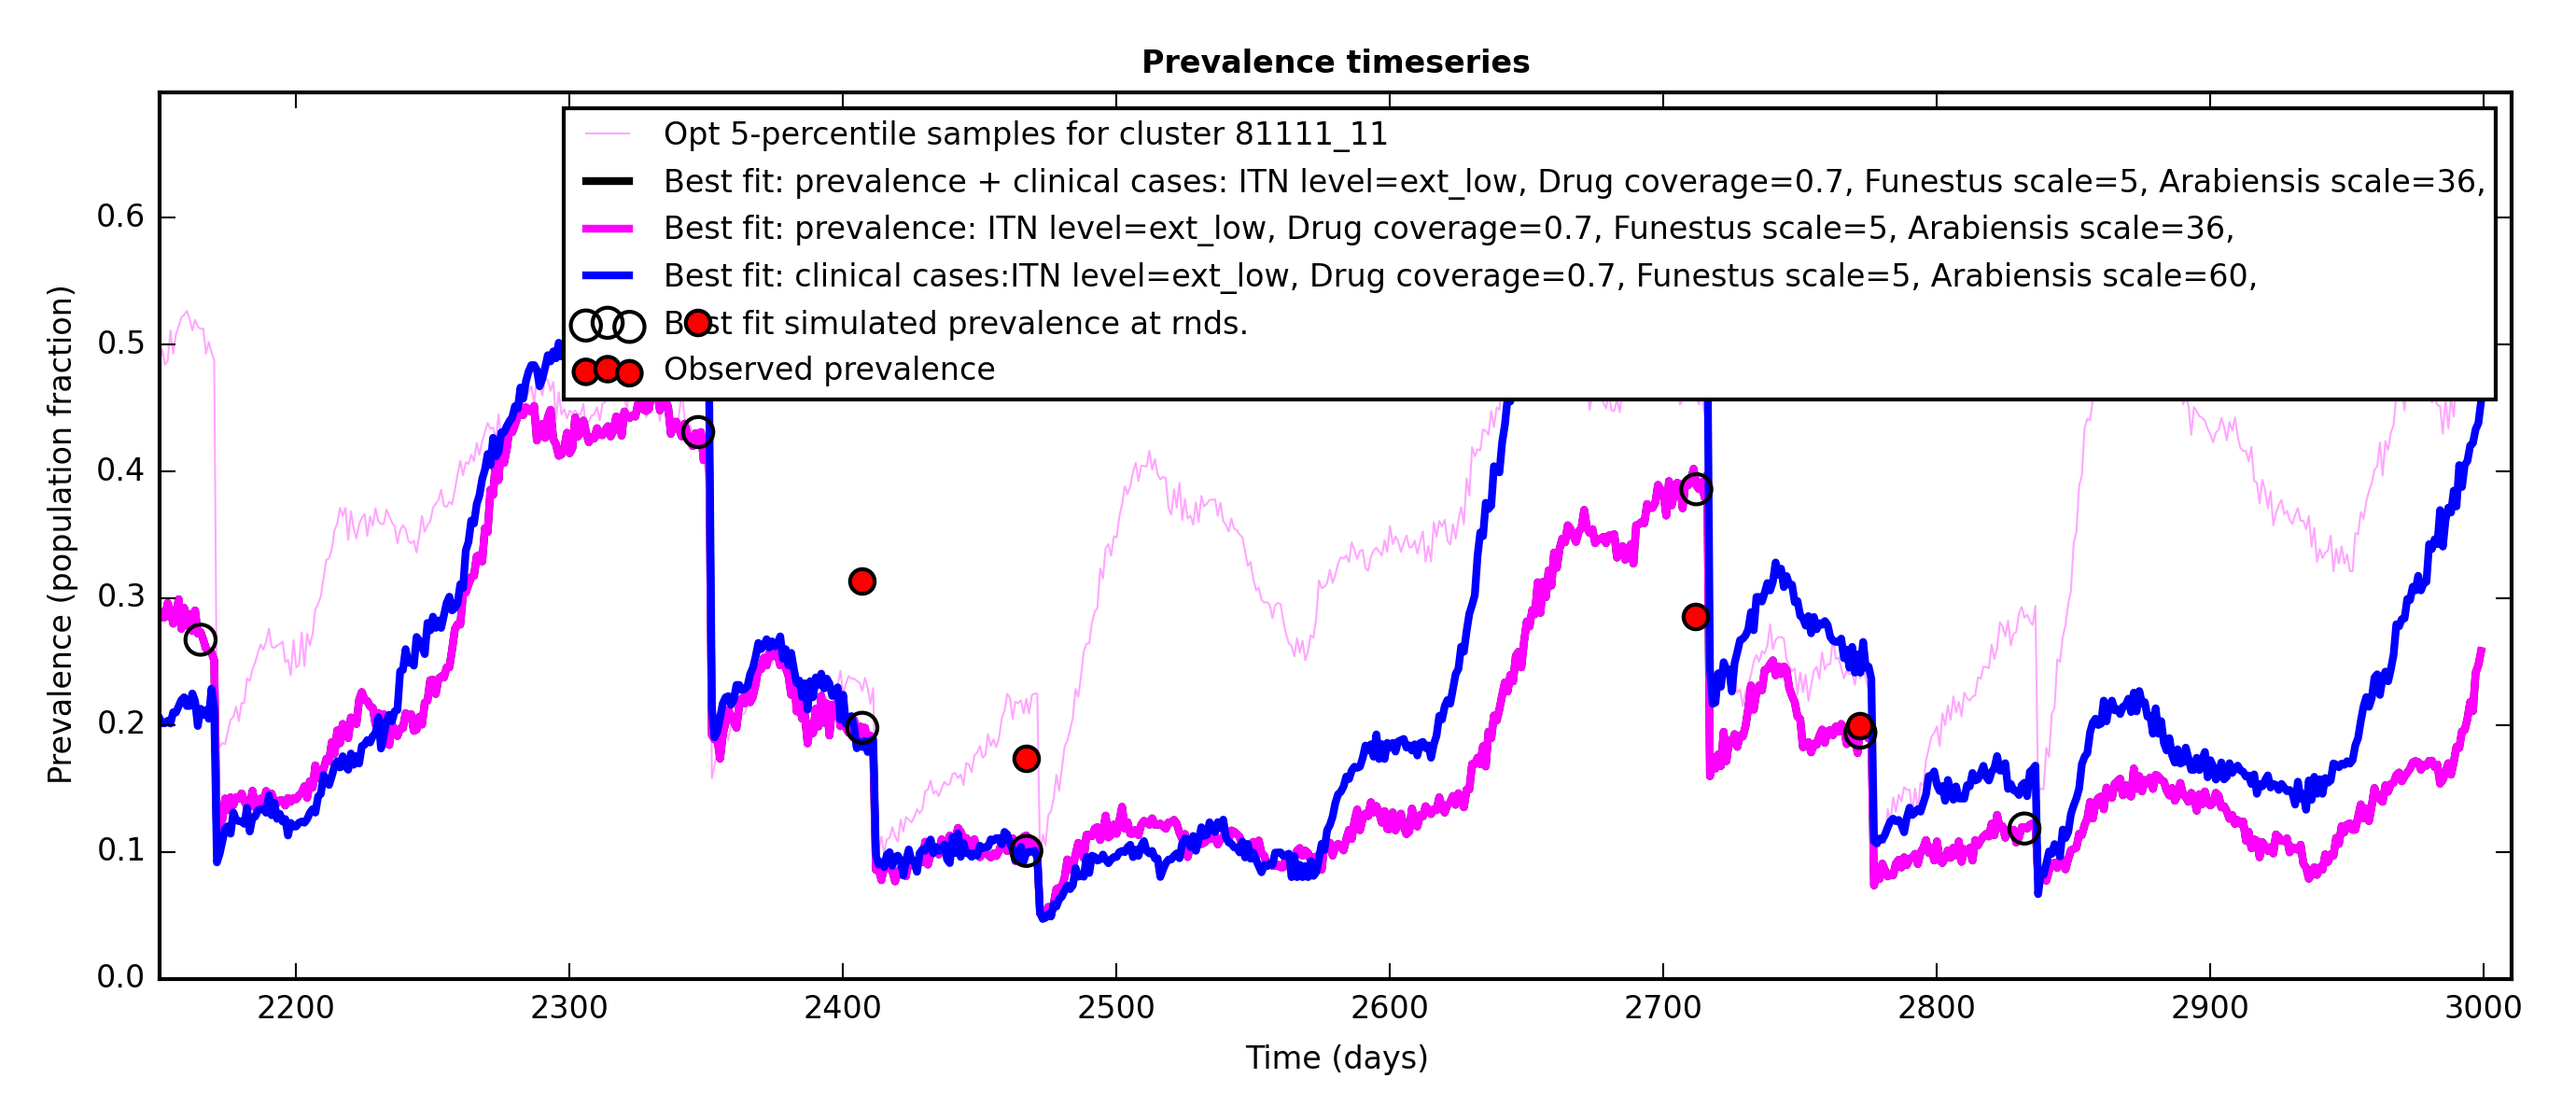 Prevalence timeseries
Opt 5-percentile samples for cluster 81111_11
Best fit: prevalence + clinical cases: ITN level=ext_low, Drug coverage=0.7, Funestus scale=5, Arabiensis scale=36,
Best fit: prevalence: ITN level=ext_low, Drug coverage=0.7, Funestus scale=5, Arabiensis scale=36,
Best fit: clinical cases:ITN level=ext_low, Drug coverage=0.7, Funestus scale=5, Arabiensis scale=60,
Best fit simulated prevalence at rnds.
Observed prevalence
Prevalence (population fraction)
0.6
0.5
0.4
0.3
0.2
0.1
0.0
2200 2300 2400 2500 2600 2700 2800 2900 3000
Time (days)